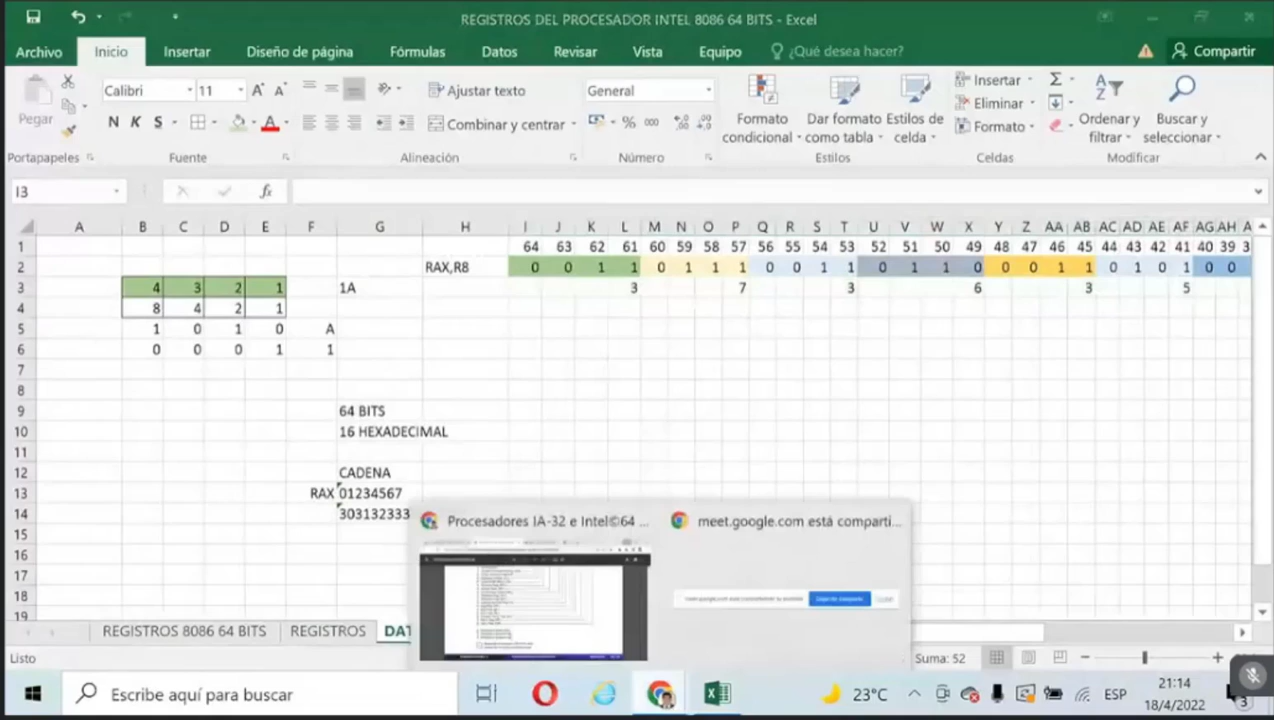 REGISTROS DEL PROCESADOR INTEL 8086 64 BITS - Excel
Archivo Inicio Insertar Diseño de página Fórmulas Datos Revisar Vista Equipo ¿Qué desea hacer? Compartir
Pegar
Calibri 11
N K S
Ajustar texto
Combinar y centrar
General
% 000
Formato condicional
Dar formato como tabla
Estilos de celda
Insertar
Eliminar
Formato
Ordenar y filtrar
Buscar y seleccionar
Portapapeles Fuente Alineación Número Estilos Celdas Modificar
I3 fx
A B C D E F G H I J K L M N O P Q R S T U V W X Y Z AA AB AC AD AE AF AG AH A
1 64 63 62 61 60 59 58 57 56 55 54 53 52 51 50 49 48 47 46 45 44 43 42 41 40 39 3
2 RAX,R8 0 0 1 1 0 1 1 1 0 0 1 1 0 1 1 0 0 0 1 1 0 1 0 1 0 0
3 4 3 2 1 1A 3 7 3 6 3 5
4 8 4 2 1
5 1 0 1 0 A
6 0 0 0 1 1
7
8
9 64 BITS
10 16 HEXADECIMAL
11
12 CADENA
13 RAX 01234567
14 303132333
15
16
17
18
19
Procesadores IA-32 e Intel©64 ...
meet.google.com está comparti...
REGISTROS 8086 64 BITS REGISTROS DAT
Listo Suma: 52
Escribe aquí para buscar
23°C ESP
21:14
18/4/2022
3